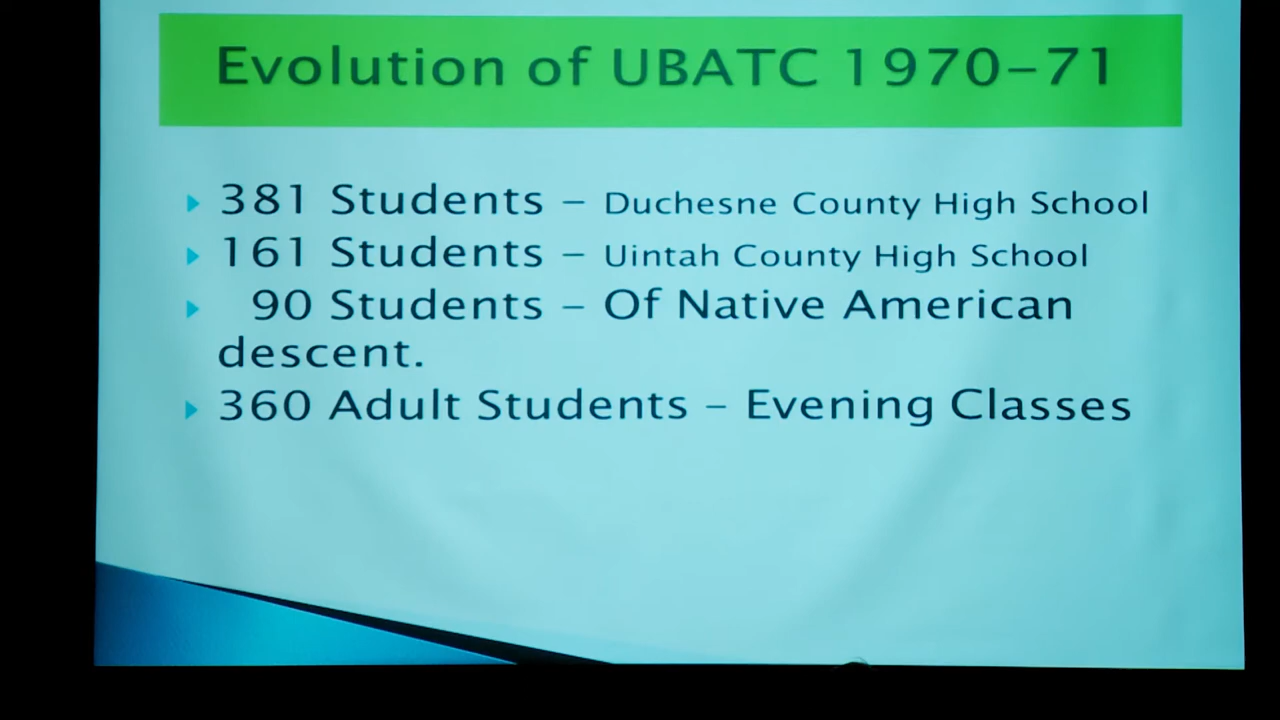 Evolution of UBATC 1970–71
381 Students – Duchesne County High School
161 Students – Uintah County High School
90 Students – Of Native American
descent.
360 Adult Students – Evening Classes